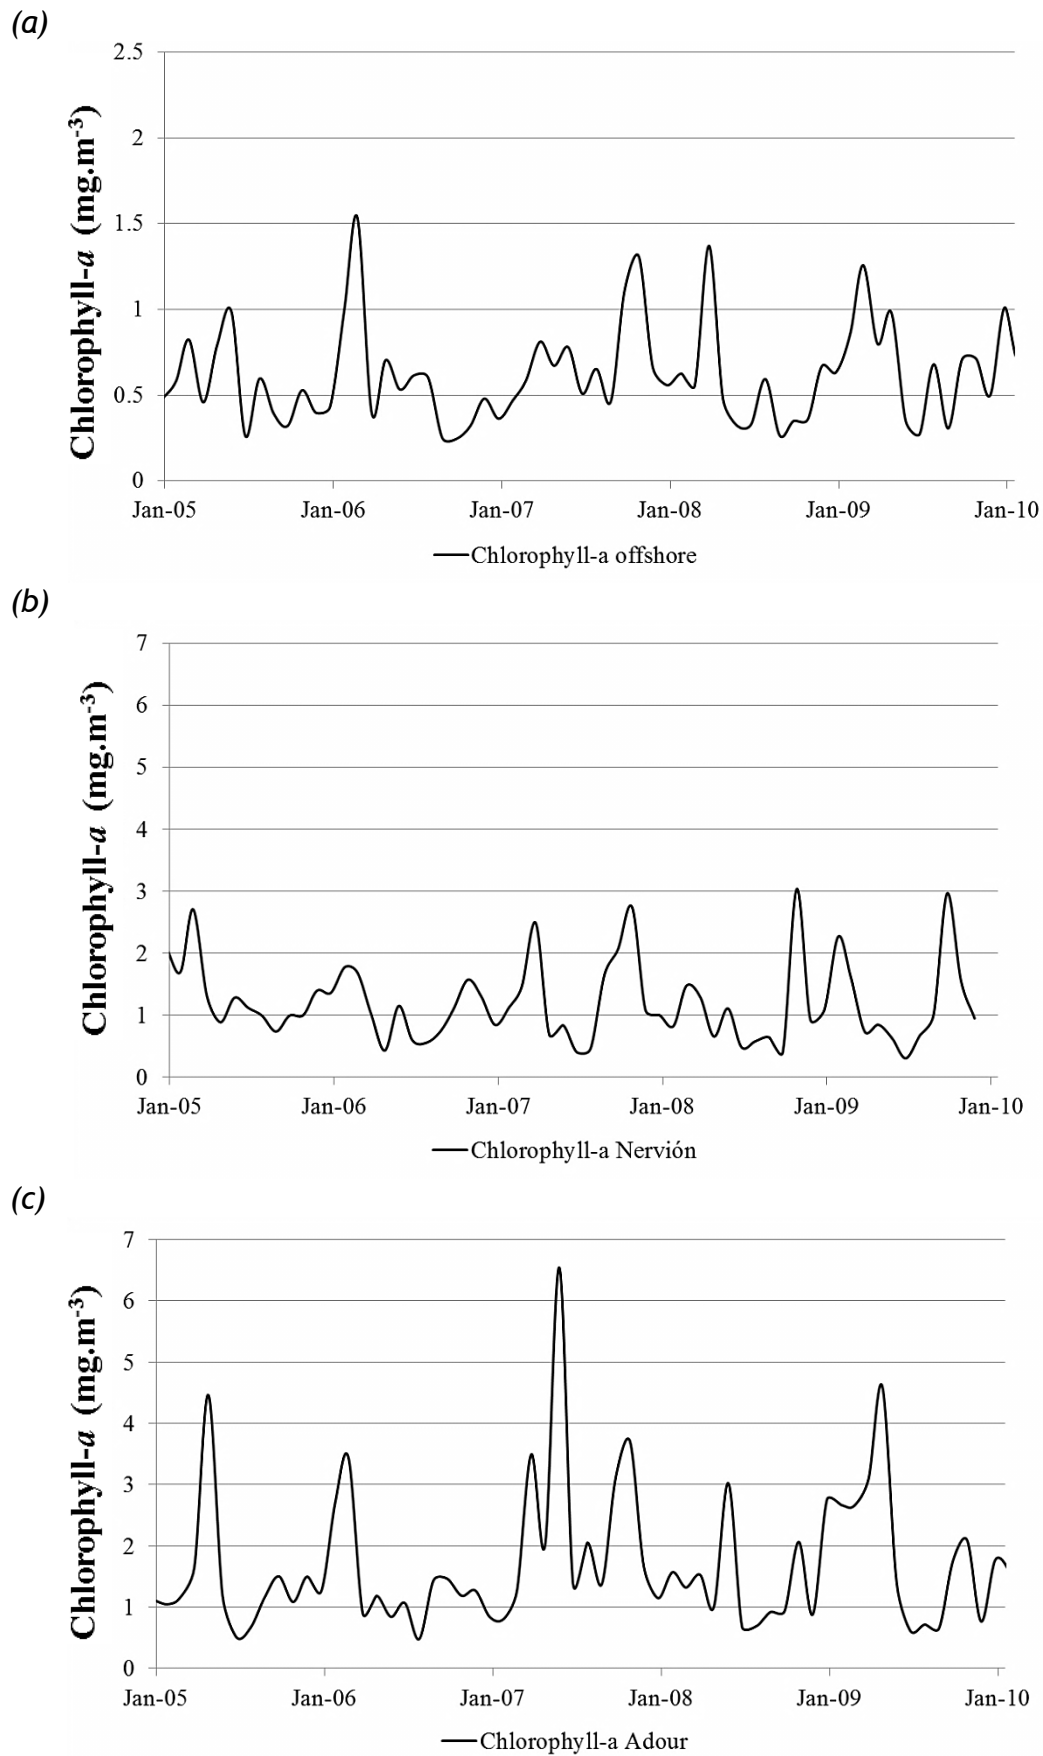 (a)
Chlorophyll-a (mg.m-3)
2.5
2
1.5
1
0.5
0
Jan-05 Jan-06 Jan-07 Jan-08 Jan-09 Jan-10
Chlorophyll-a offshore
(b)
Chlorophyll-a (mg.m-3)
7
6
5
4
3
2
1
0
Jan-05 Jan-06 Jan-07 Jan-08 Jan-09 Jan-10
Chlorophyll-a Nervión
(c)
Chlorophyll-a (mg.m-3)
7
6
5
4
3
2
1
0
Jan-05 Jan-06 Jan-07 Jan-08 Jan-09 Jan-10
Chlorophyll-a Adour